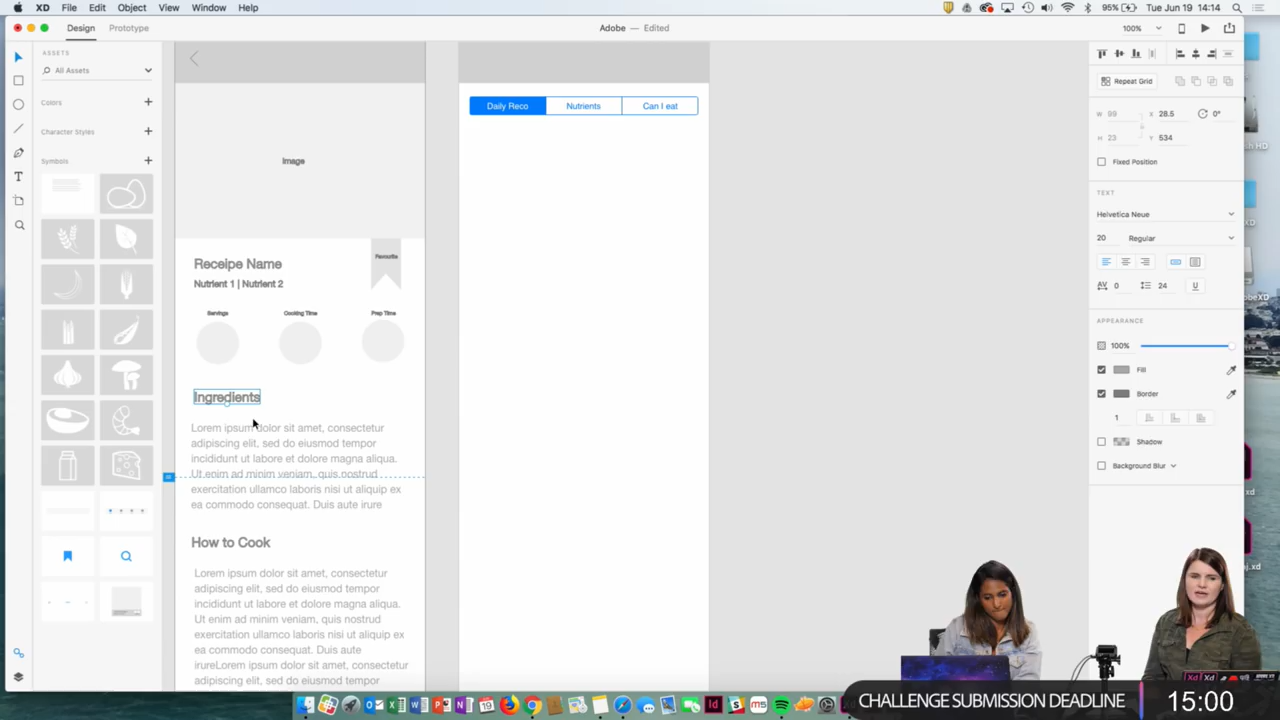 XD File Edit Object View Window Help
95% Tue Jun 19 14:14
Design Prototype
Adobe — Edited
100%
ASSETS
All Assets
Colors
Character Styles
Symbols
Image
Receipe Name
Nutrient 1 | Nutrient 2
Favourite
Servings Cooking Time Prep Time
Ingredients
Lorem ipsum dolor sit amet, consectetur
adipiscing elit, sed do eiusmod tempor
incididunt ut labore et dolore magna aliqua.
Ut enim ad minim veniam, quis nostrud
exercitation ullamco laboris nisi ut aliquip ex
ea commodo consequat. Duis aute irure
How to Cook
Lorem ipsum dolor sit amet, consectetur
adipiscing elit, sed do eiusmod tempor
incididunt ut labore et dolore magna aliqua.
Ut enim ad minim veniam, quis nostrud
exercitation ullamco laboris nisi ut aliquip ex
ea commodo consequat. Duis aute
irureLorem ipsum dolor sit amet, consectetur
adipiscing elit, sed do eiusmod tempor
Daily Reco Nutrients Can I eat
Repeat Grid
W 99 X 28.5 0°
H 23 Y 534
Fixed Position
TEXT
Helvetica Neue
20 Regular
AV 0 24 U
APPEARANCE
100%
Fill
Border
1
Shadow
Background Blur
CHALLENGE SUBMISSION DEADLINE 15:00